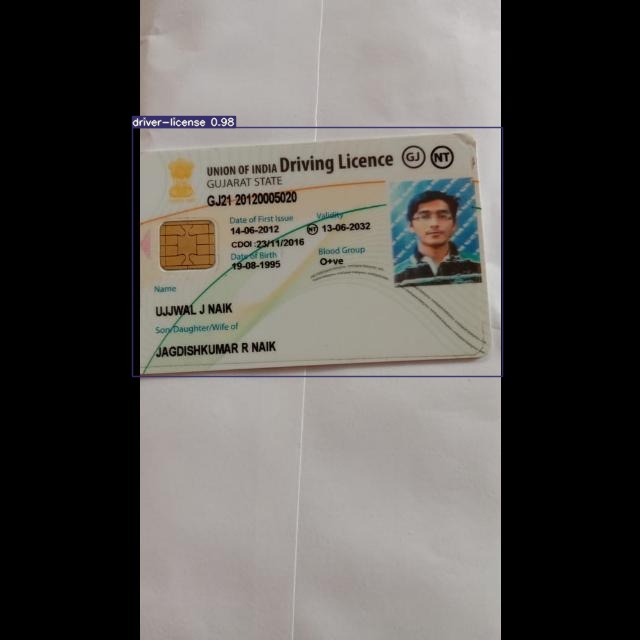 driver-license 0.98
UNION OF INDIA Driving Licence GJ NT
GUJARAT STATE
GJ21 20120005020
Date of First Issue Validity
14-06-2012 NT 13-06-2032
CDOI :23/11/2016
Date of Birth Blood Group
19-08-1995 O+ve
Name
UJJWAL J NAIK
Son/Daughter/Wife of
JAGDISHKUMAR R NAIK